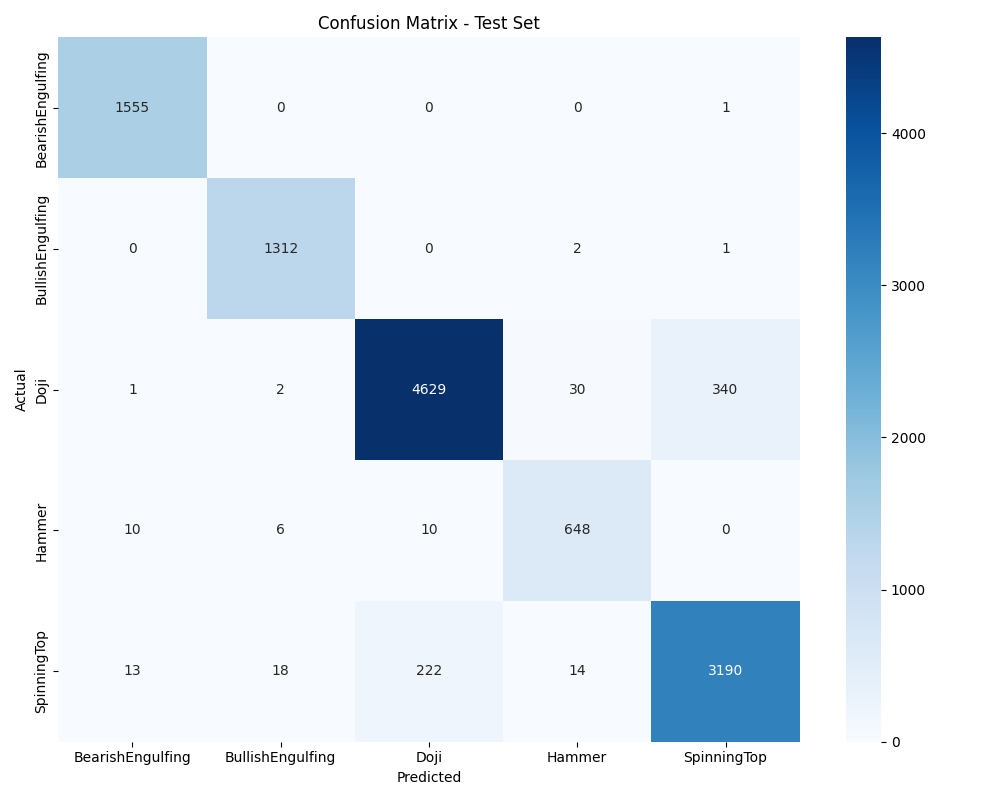 Confusion Matrix - Test Set
Actual
BearishEngulfing
1555 0 0 0 1
BullishEngulfing
0 1312 0 2 1
Doji
1 2 4629 30 340
Hammer
10 6 10 648 0
SpinningTop
13 18 222 14 3190
BearishEngulfing BullishEngulfing Doji Hammer SpinningTop
Predicted
4000
3000
2000
1000
0